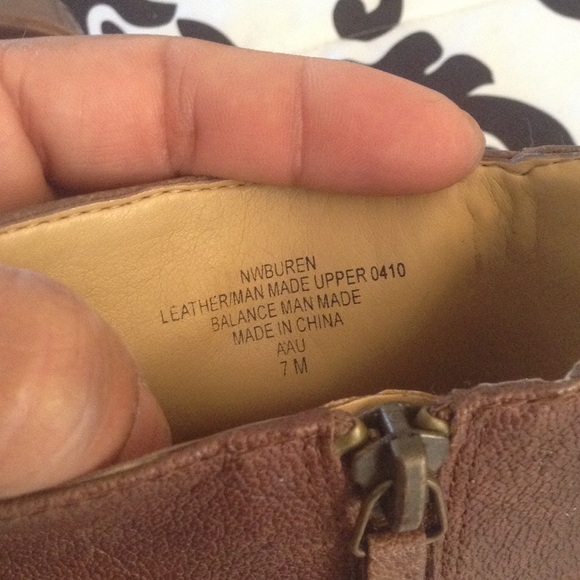 NWBUREN
LEATHER/MAN MADE UPPER 0410
BALANCE MAN MADE
MADE IN CHINA
AAU
7 M